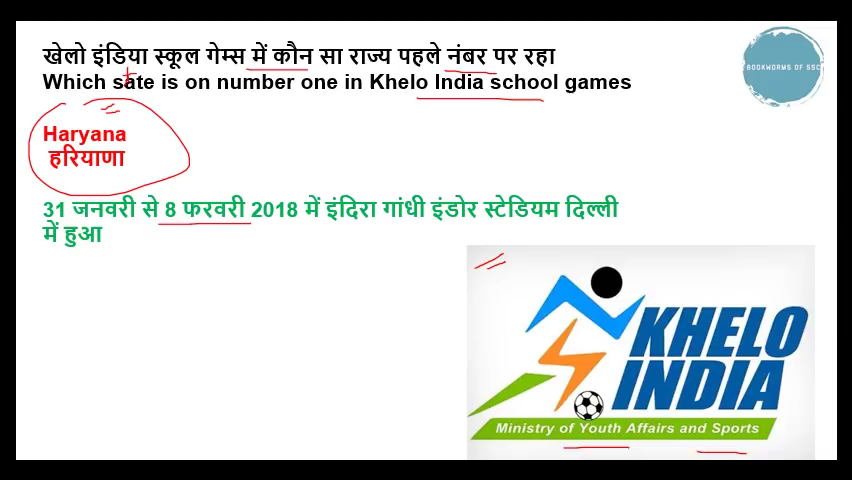 खेलो इंडिया स्कूल गेम्स में कौन सा राज्य पहले नंबर पर रहा
Which sate is on number one in Khelo India school games
BOOKWORMS OF SSC
Haryana
हरियाणा
31 जनवरी से 8 फरवरी 2018 में इंदिरा गांधी इंडोर स्टेडियम दिल्ली
में हुआ
KHELO
INDIA
Ministry of Youth Affairs and Sports